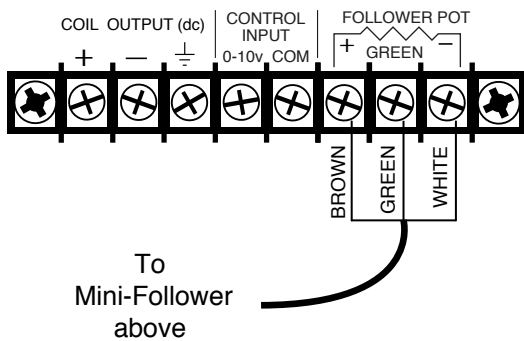 COIL OUTPUT (dc)
+ −
CONTROL
INPUT
0-10v COM
FOLLOWER POT
+ −
GREEN
BROWN
GREEN
WHITE
To
Mini-Follower
above